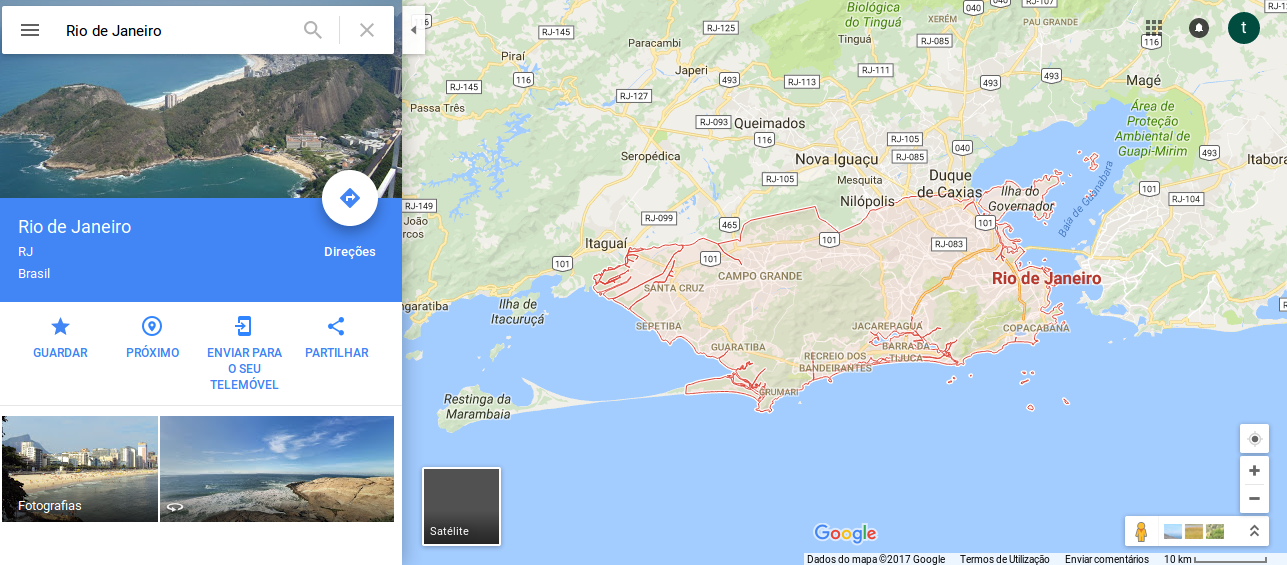 Rio de Janeiro
Rio de Janeiro
RJ
Direções
Brasil
GUARDAR
PRÓXIMO
ENVIAR PARA
O SEU
TELEMÓVEL
PARTILHAR
Fotografias
Biológica
do Tinguá
Tinguá
XERÉM
PAU GRANDE
040
RJ-107
RJ-145
RJ-125
RJ-085
116
t
Piraí
Paracambi
Japeri
116
493
RJ-113
RJ-111
493
493
Magé
RJ-145
RJ-127
Passa Três
RJ-093
Queimados
116
RJ-105
RJ-085
040
Área de
Proteção
Ambiental de
Guapi-Mirim
493
Itabora
Seropédica
Nova Iguaçu
Mesquita
Nilópolis
Duque
de Caxias
RJ-105
101
RJ-104
Ilha do
Governador
Baía de Guanabara
RJ-149
João
rcos
RJ-099
465
101
101
RJ-083
Itaguaí
101
101
CAMPO GRANDE
SANTA CRUZ
Rio de Janeiro
ngaratiba
Ilha de
Itacuruçá
SEPETIBA
JACAREPAGUÁ
COPACABANA
GUARATIBA
BARRA DA
TIJUCA
RECREIO DOS
BANDEIRANTES
GRUMARI
Restinga da
Marambaia
Satélite
Google
Dados do mapa ©2017 Google
Termos de Utilização
Enviar comentários
10 km